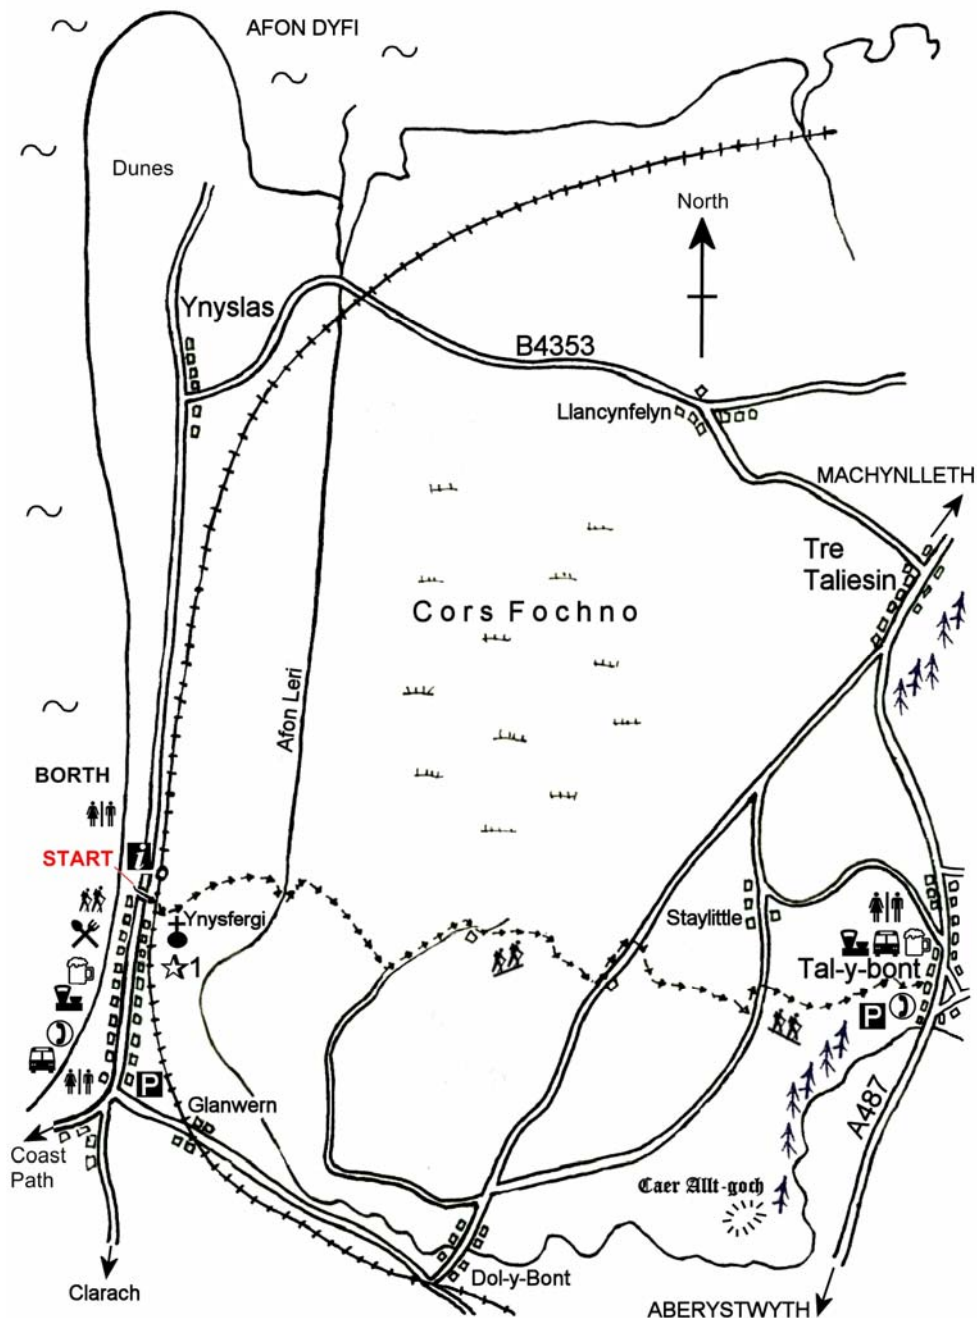 AFON DYFI
Dunes
North
Ynyslas
B4353
Llancynfelyn
MACHYNLLETH
Tre
Taliesin
Cors Fochno
Afon Leri
BORTH
i
START
Ynysfergi
1
Staylittle
Tal-y-bont
P
P
Glanwern
A487
Coast
Path
Caer Allt-goch
Clarach
Dol-y-Bont
ABERYSTWYTH